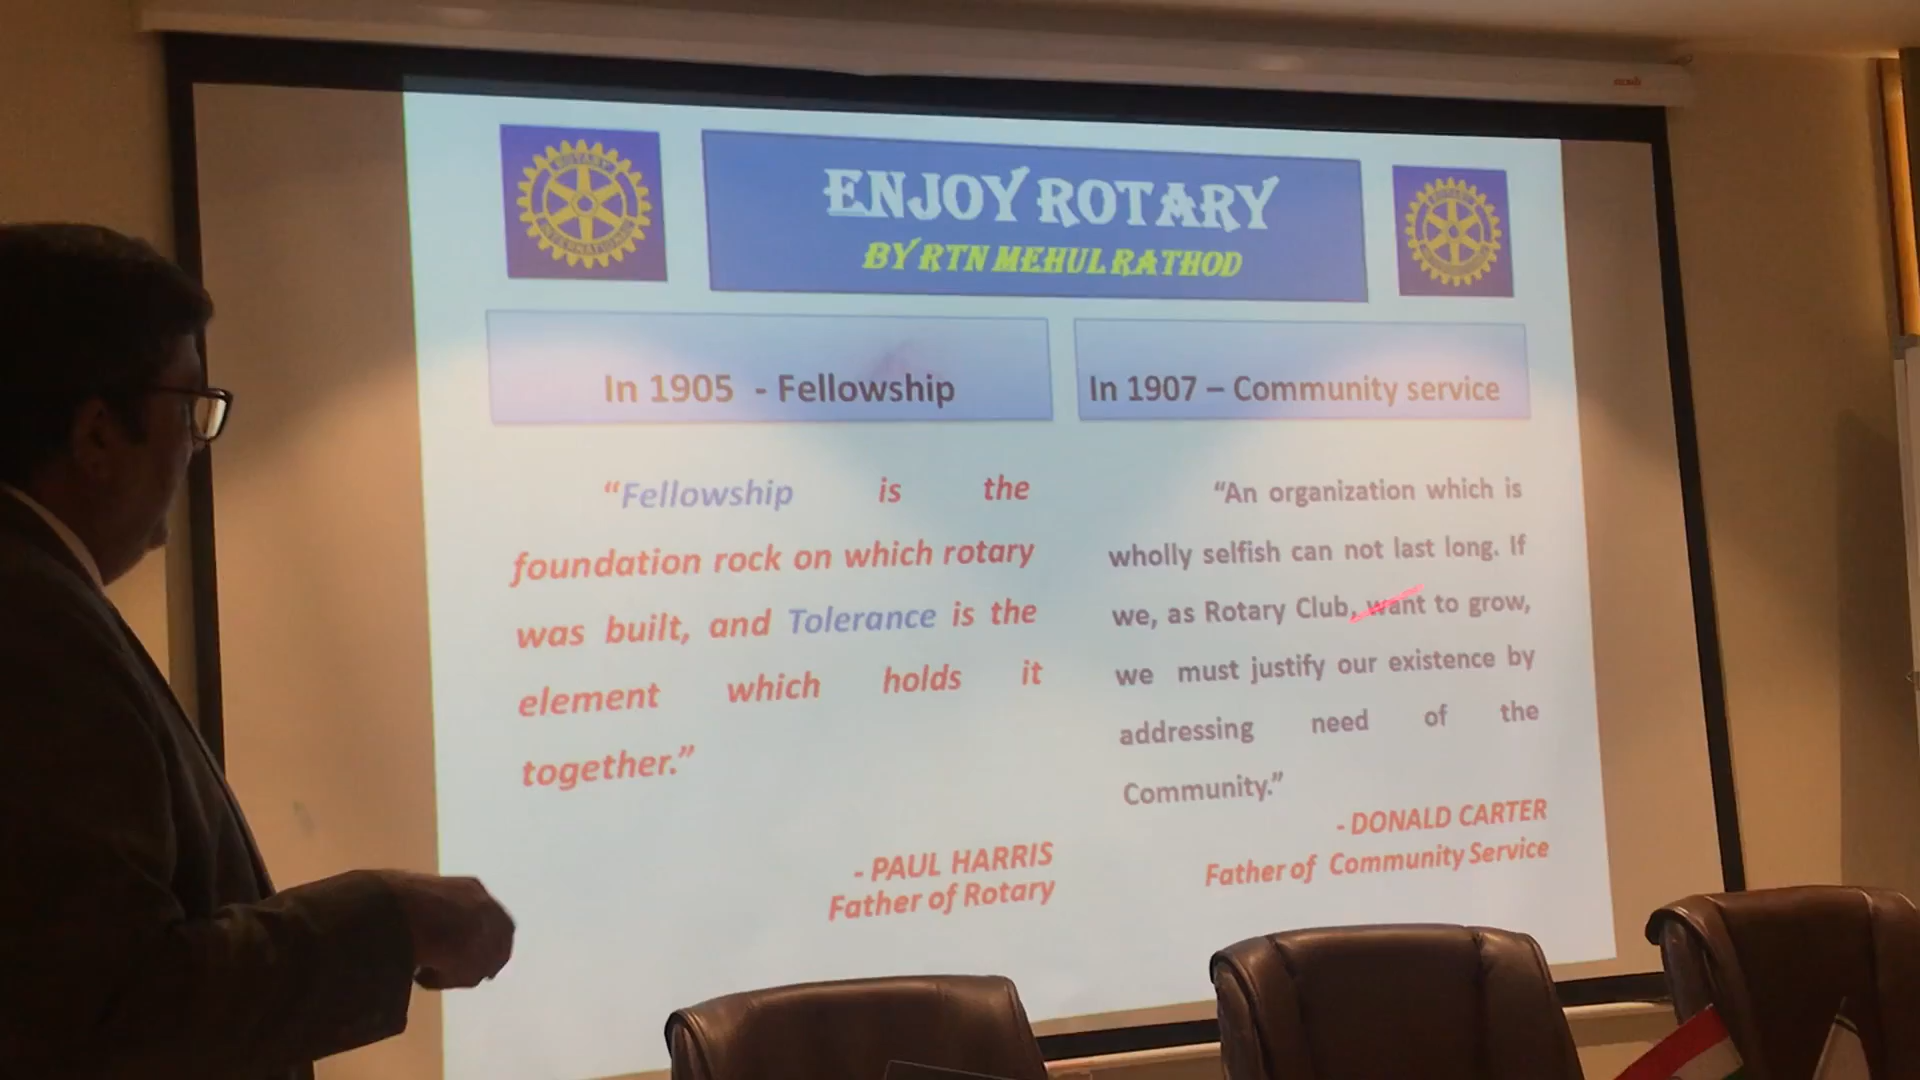 ROTARY
INTERNATIONAL
ENJOY ROTARY
BY RTN MEHUL RATHOD
In 1905 - Fellowship
“Fellowship is the
foundation rock on which rotary
was built, and Tolerance is the
element which holds it
together.”
- PAUL HARRIS
Father of Rotary
In 1907 – Community service
“An organization which is
wholly selfish can not last long. If
we, as Rotary Club, want to grow,
we must justify our existence by
addressing need of the
Community.”
- DONALD CARTER
Father of Community Service